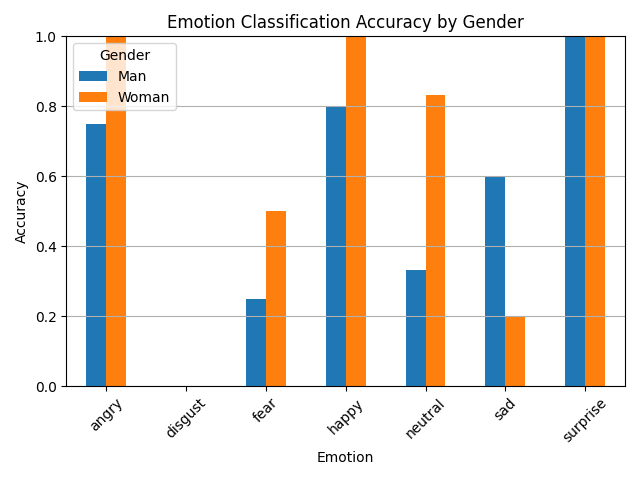 Emotion Classification Accuracy by Gender
Gender
Man
Woman
Accuracy
1.0
0.8
0.6
0.4
0.2
0.0
angry
disgust
fear
happy
neutral
sad
surprise
Emotion